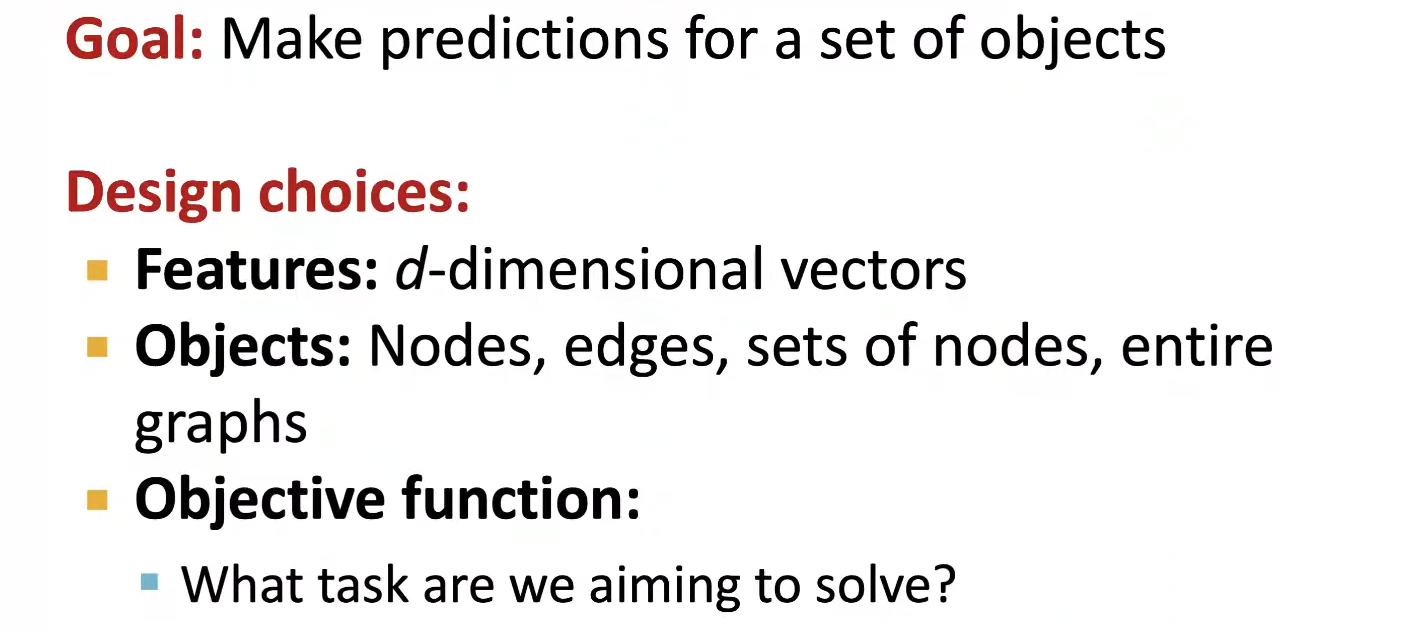 Goal: Make predictions for a set of objects
Design choices:
Features: d-dimensional vectors
Objects: Nodes, edges, sets of nodes, entire
graphs
Objective function:
What task are we aiming to solve?